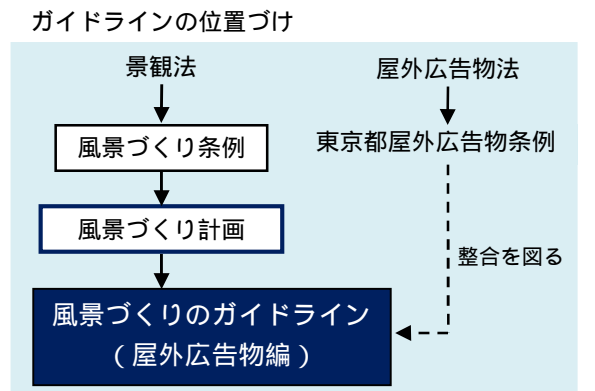 ガイドラインの位置づけ
景観法
屋外広告物法
風景づくり条例
東京都屋外広告物条例
風景づくり計画
整合を図る
風景づくりのガイドライン
（屋外広告物編）